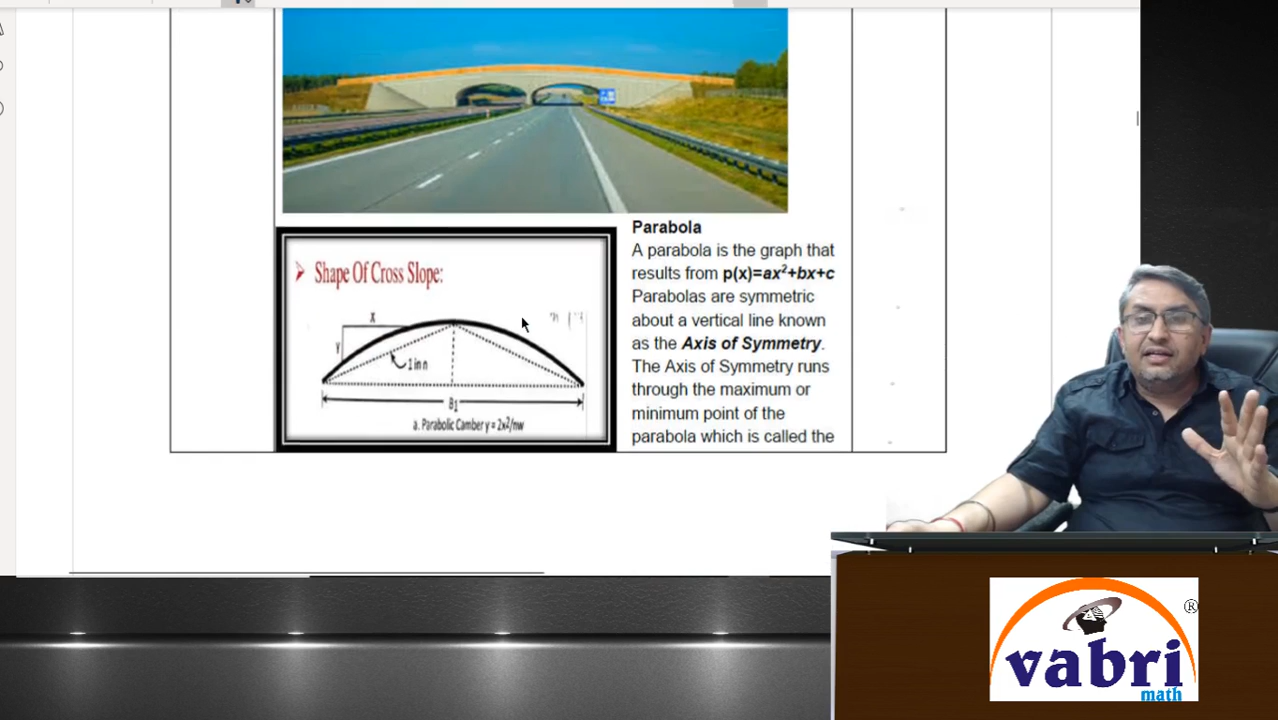 Shape Of Cross Slope:
X
Y
1 in n
B1
a. Parabolic Camber y = 2x²/nw
Parabola
A parabola is the graph that
results from p(x)=ax²+bx+c
Parabolas are symmetric
about a vertical line known
as the Axis of Symmetry.
The Axis of Symmetry runs
through the maximum or
minimum point of the
parabola which is called the
®
vabri
math